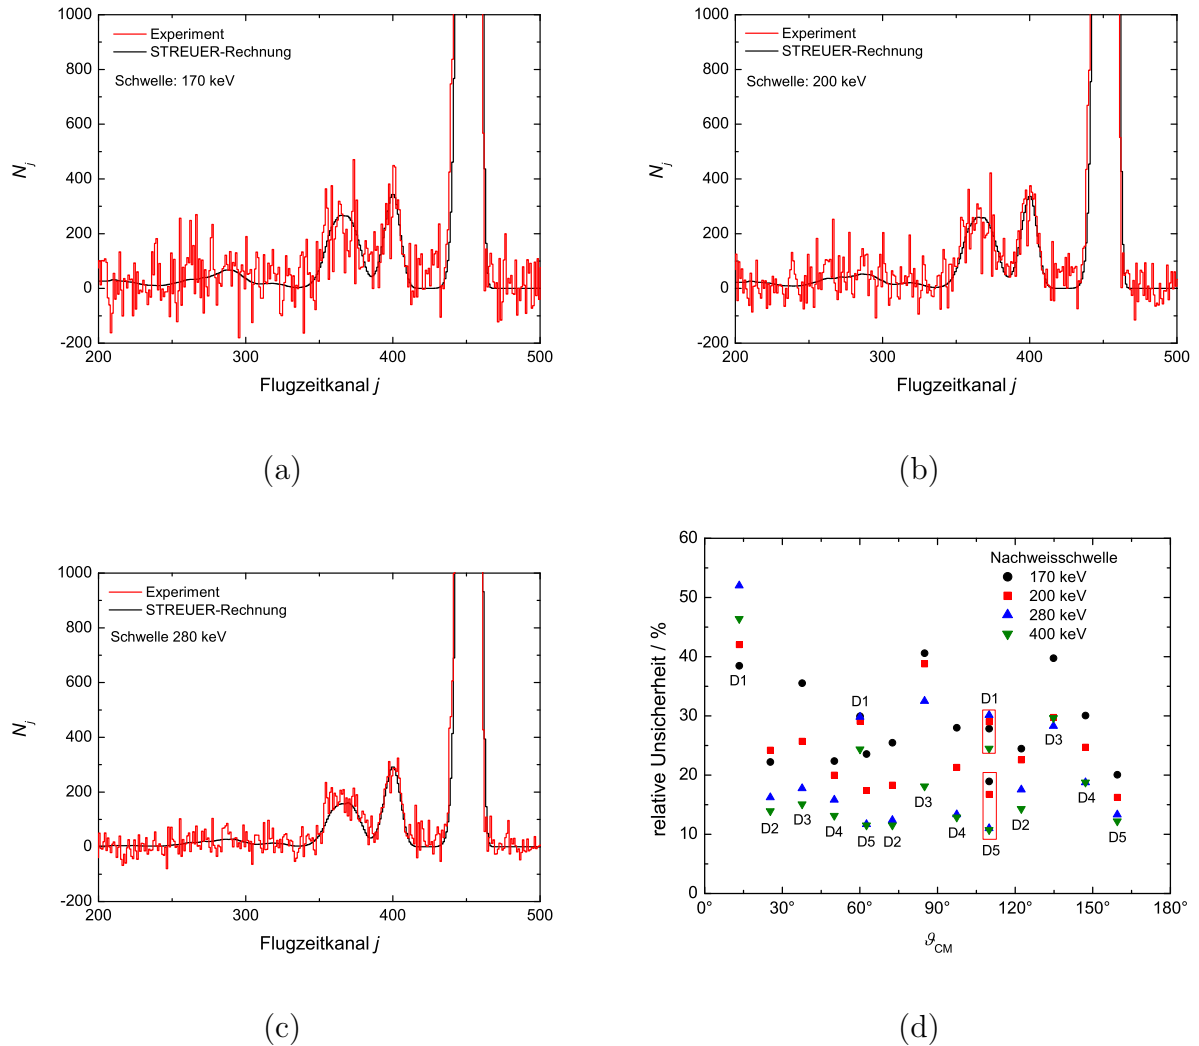 1000
800
600
400
200
0
-200
200 300 400 500
N_j
Flugzeitkanal j
Experiment
STREUER-Rechnung
Schwelle: 170 keV
(a)
1000
800
600
400
200
0
-200
200 300 400 500
N_j
Flugzeitkanal j
Experiment
STREUER-Rechnung
Schwelle: 200 keV
(b)
1000
800
600
400
200
0
-200
200 300 400 500
N_j
Flugzeitkanal j
Experiment
STREUER-Rechnung
Schwelle 280 keV
(c)
60
50
40
30
20
10
0
0° 30° 60° 90° 120° 150° 180°
relative Unsicherheit / %
ϑ_CM
Nachweisschwelle
170 keV
200 keV
280 keV
400 keV
D1
D2
D3
D4
D1
D5
D2
D3
D4
D1
D5
D2
D3
D4
D5
(d)